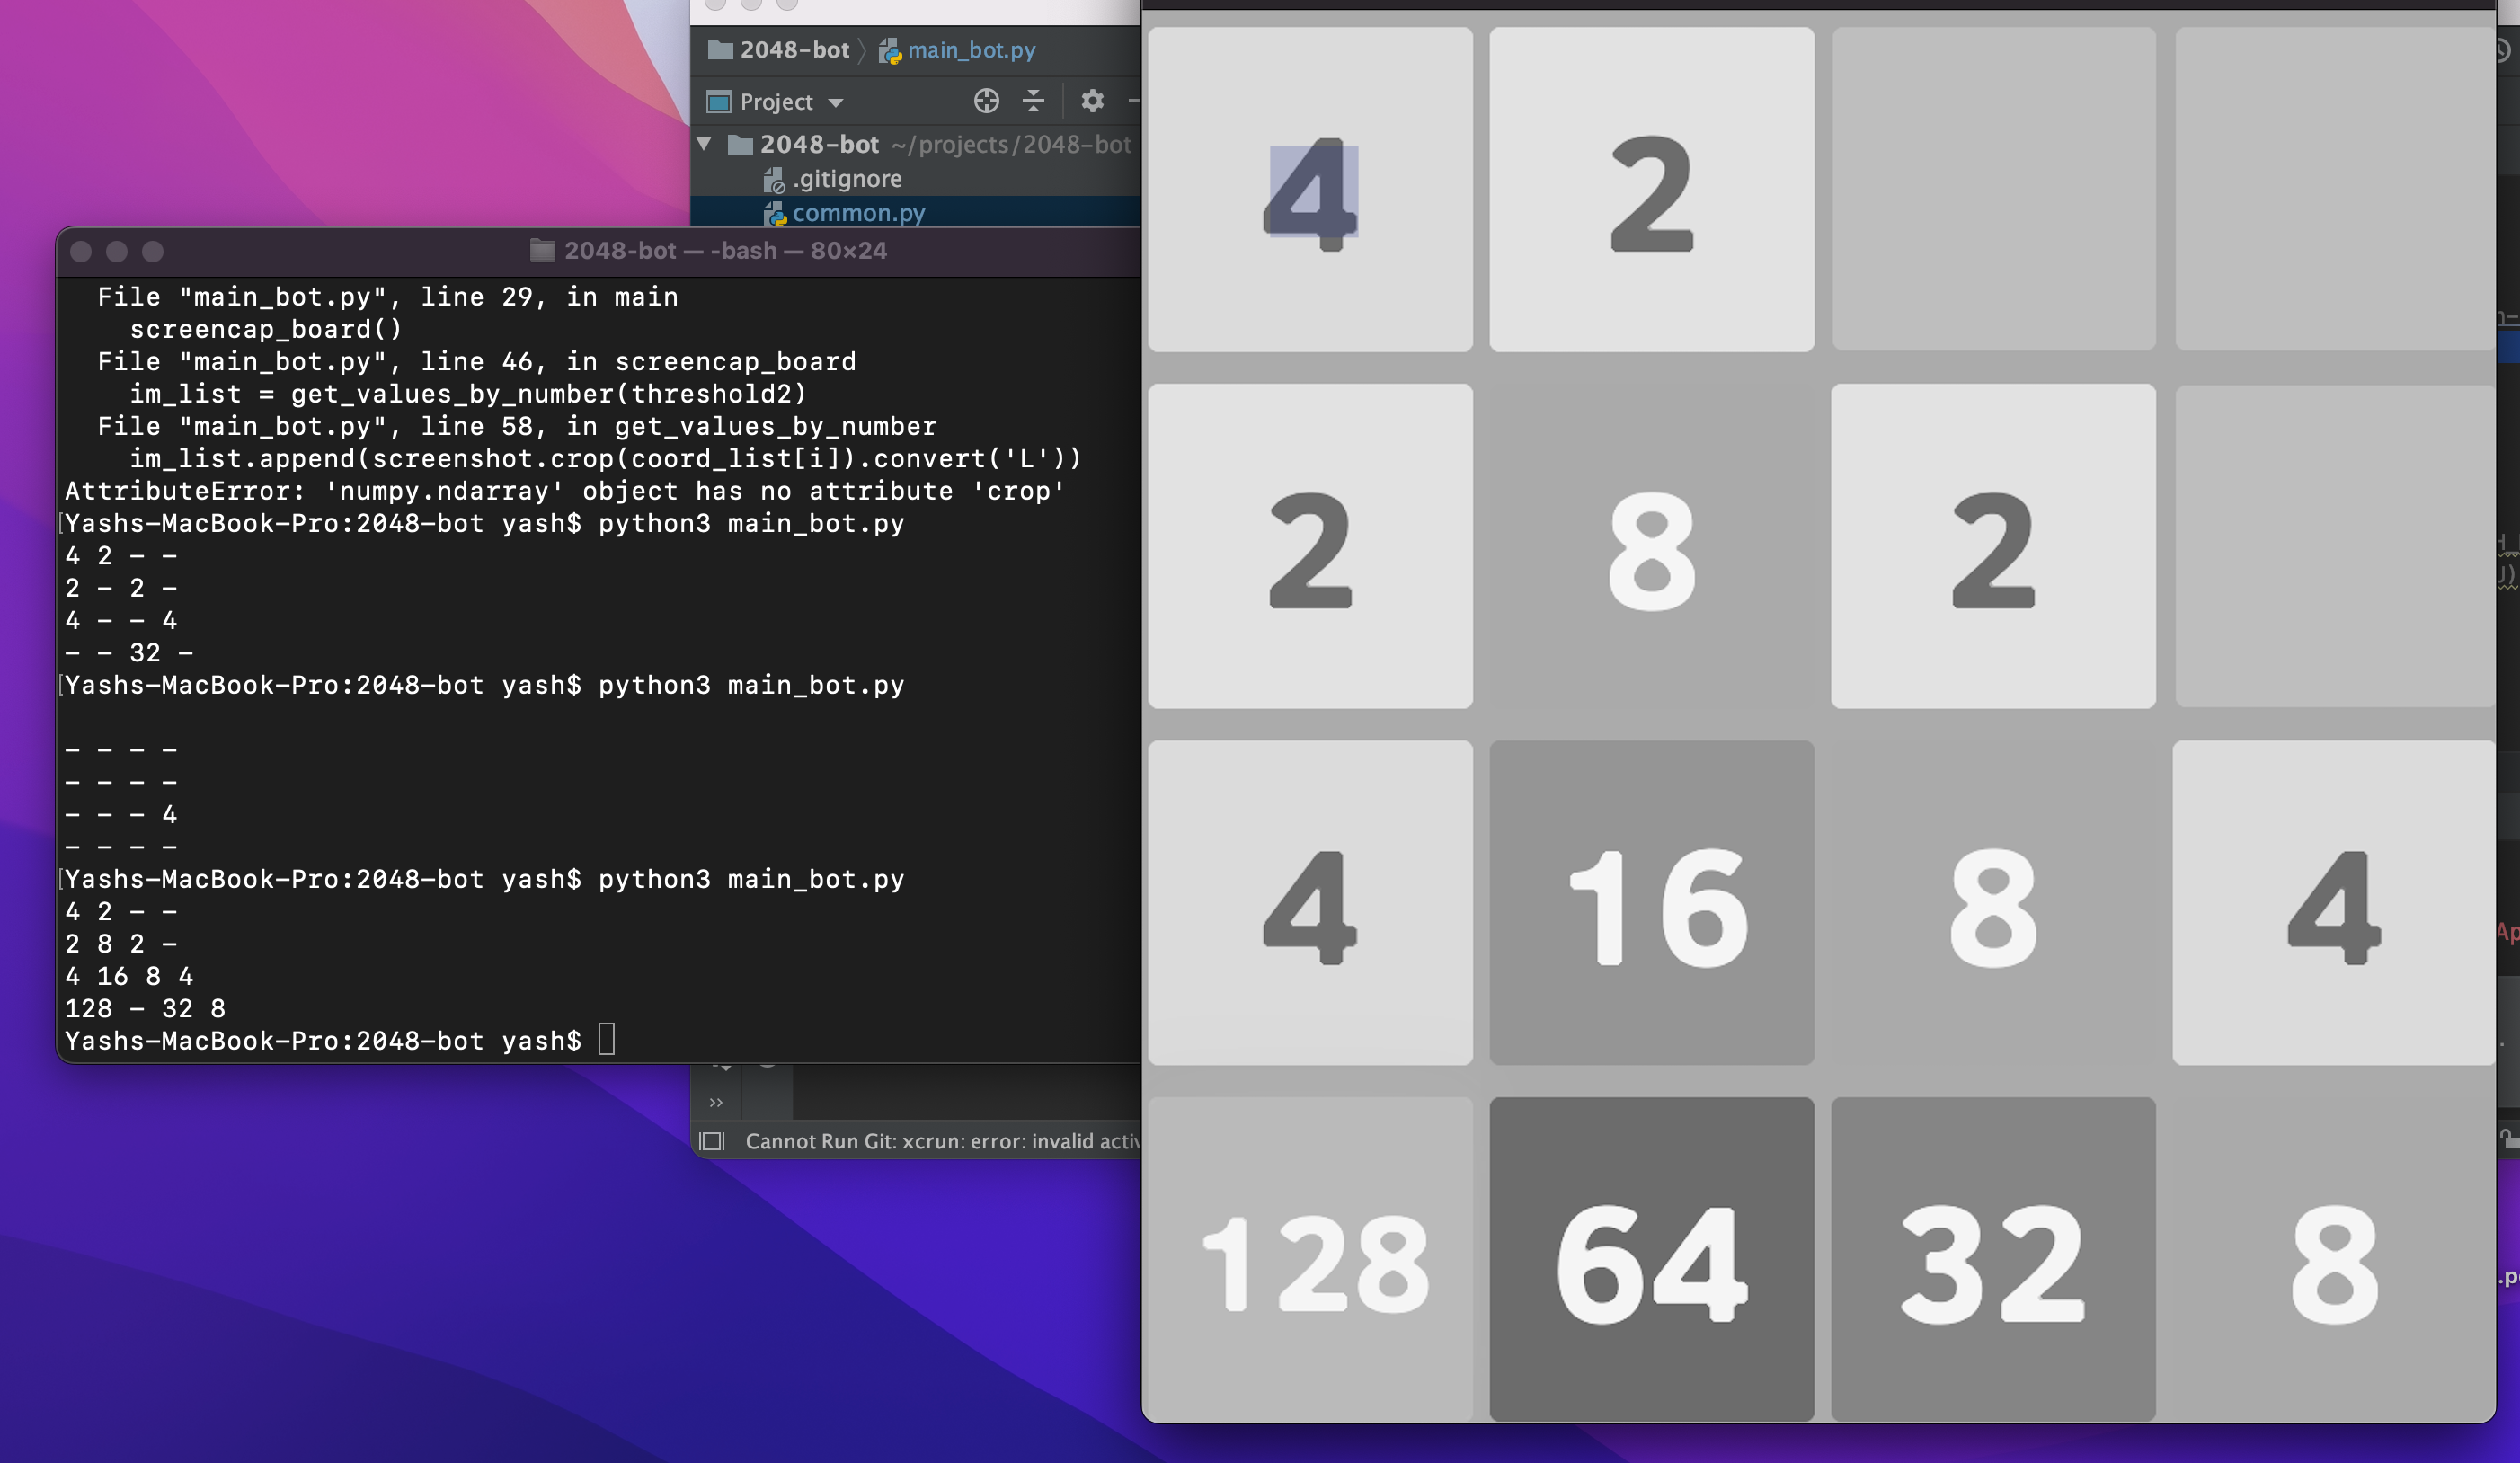 2048-bot main_bot.py
Project
2048-bot ~/projects/2048-bot
.gitignore
common.py
2048-bot — -bash — 80×24
File "main_bot.py", line 29, in main
screencap_board()
File "main_bot.py", line 46, in screencap_board
im_list = get_values_by_number(threshold2)
File "main_bot.py", line 58, in get_values_by_number
im_list.append(screenshot.crop(coord_list[i]).convert('L'))
AttributeError: 'numpy.ndarray' object has no attribute 'crop'
[Yashs-MacBook-Pro:2048-bot yash$ python3 main_bot.py
4 2 - -
2 - 2 -
4 - - 4
- - 32 -
[Yashs-MacBook-Pro:2048-bot yash$ python3 main_bot.py
- - - -
- - - -
- - - 4
- - - -
[Yashs-MacBook-Pro:2048-bot yash$ python3 main_bot.py
4 2 - -
2 8 2 -
4 16 8 4
128 - 32 8
Yashs-MacBook-Pro:2048-bot yash$
Cannot Run Git: xcrun: error: invalid
4 2
2 8 2
4 16 8 4
128 64 32 8